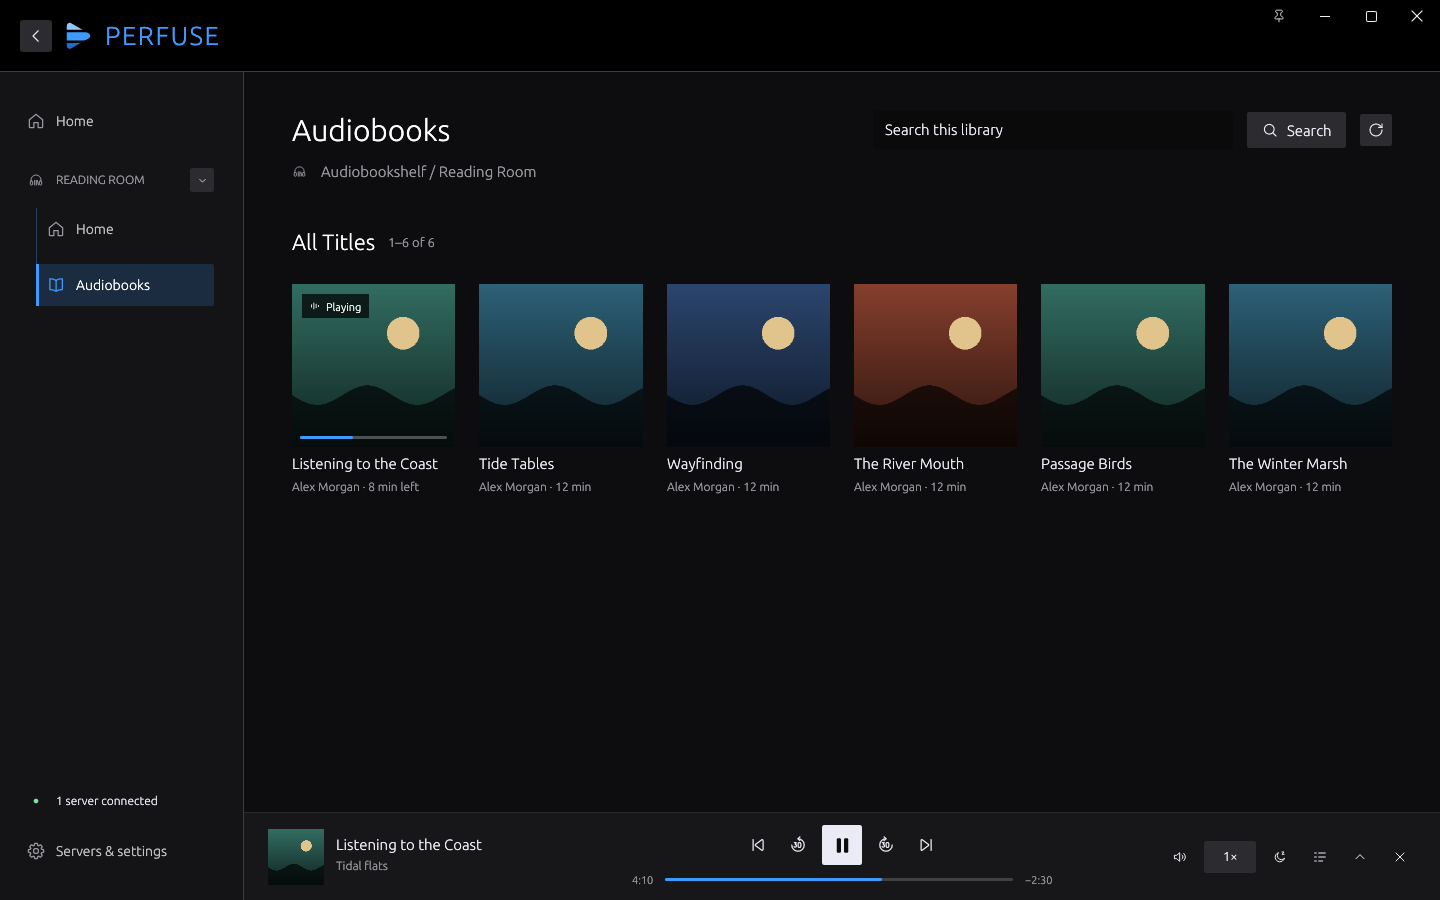 PERFUSE
Home
READING ROOM
Home
Audiobooks
1 server connected
Servers & settings
Audiobooks
Audiobookshelf / Reading Room
Search this library
Search
All Titles 1–6 of 6
Playing
Listening to the Coast
Alex Morgan · 8 min left
Tide Tables
Alex Morgan · 12 min
Wayfinding
Alex Morgan · 12 min
The River Mouth
Alex Morgan · 12 min
Passage Birds
Alex Morgan · 12 min
The Winter Marsh
Alex Morgan · 12 min
Listening to the Coast
Tidal flats
30
30
4:10
−2:30
1×